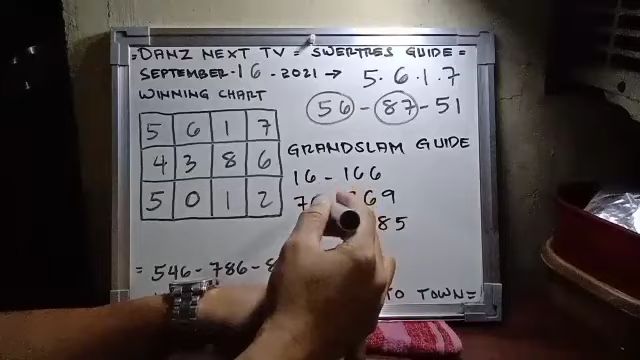 = DANZ NEXT TV = SWERTRES GUIDE =
SEPTEMBER - 16 - 2021 → 5 . 6 . 1 . 7
WINNING CHART
56 - 87 - 51
5 6 1 7
4 3 8 6
5 0 1 2
GRANDSLAM GUIDE
16 - 166
69
85
= 546 - 786 - 8
TO TOWN =